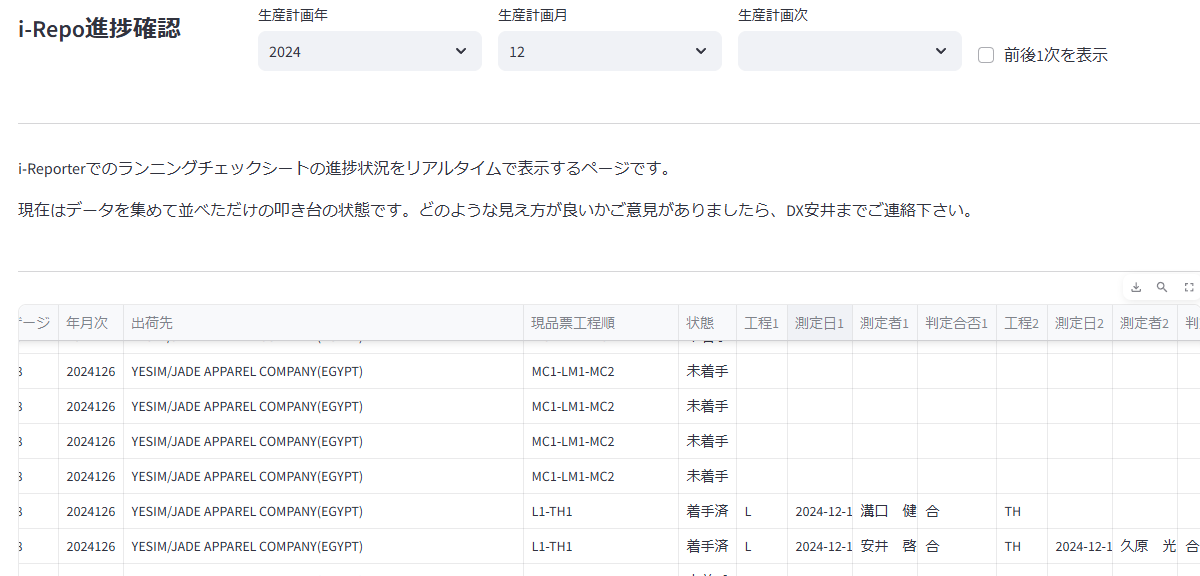 i-Repo進捗確認
生産計画年
生産計画月
生産計画次
2024
12
前後1次を表示
i-Reporterでのランニングチェックシートの進捗状況をリアルタイムで表示するページです。
現在はデータを集めて並べただけの叩き台の状態です。どのような見え方が良いかご意見がありましたら、DX安井までご連絡下さい。
ージ 年月次 出荷先 現品票工程順 状態 工程1 測定日1 測定者1 判定合否1 工程2 測定日2 測定者2 判
3 2024126 YESIM/JADE APPAREL COMPANY(EGYPT) MC1-LM1-MC2 未着手
3 2024126 YESIM/JADE APPAREL COMPANY(EGYPT) MC1-LM1-MC2 未着手
3 2024126 YESIM/JADE APPAREL COMPANY(EGYPT) MC1-LM1-MC2 未着手
3 2024126 YESIM/JADE APPAREL COMPANY(EGYPT) MC1-LM1-MC2 未着手
3 2024126 YESIM/JADE APPAREL COMPANY(EGYPT) L1-TH1 着手済 L 2024-12-1 溝口　健 合 TH
3 2024126 YESIM/JADE APPAREL COMPANY(EGYPT) L1-TH1 着手済 L 2024-12-1 安井　啓 合 TH 2024-12-1 久原　光 合